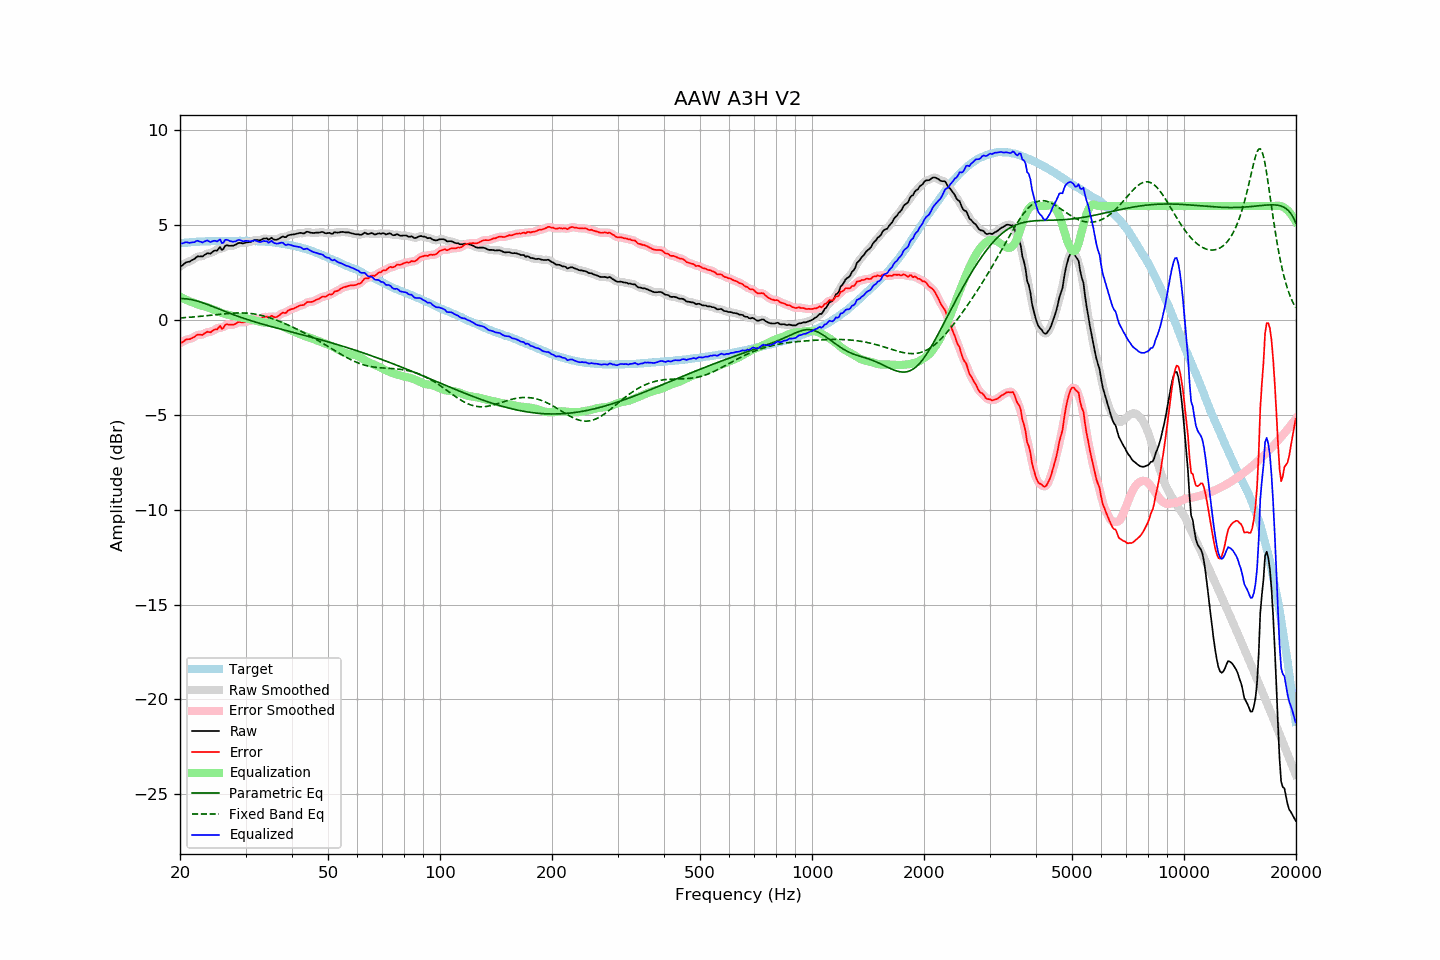 AAW A3H V2
10
5
0
−5
−10
−15
−20
−25
Amplitude (dBr)
Target
Raw Smoothed
Error Smoothed
Raw
Error
Equalization
Parametric Eq
Fixed Band Eq
Equalized
20 50 100 200 500 1000 2000 5000 10000 20000
Frequency (Hz)